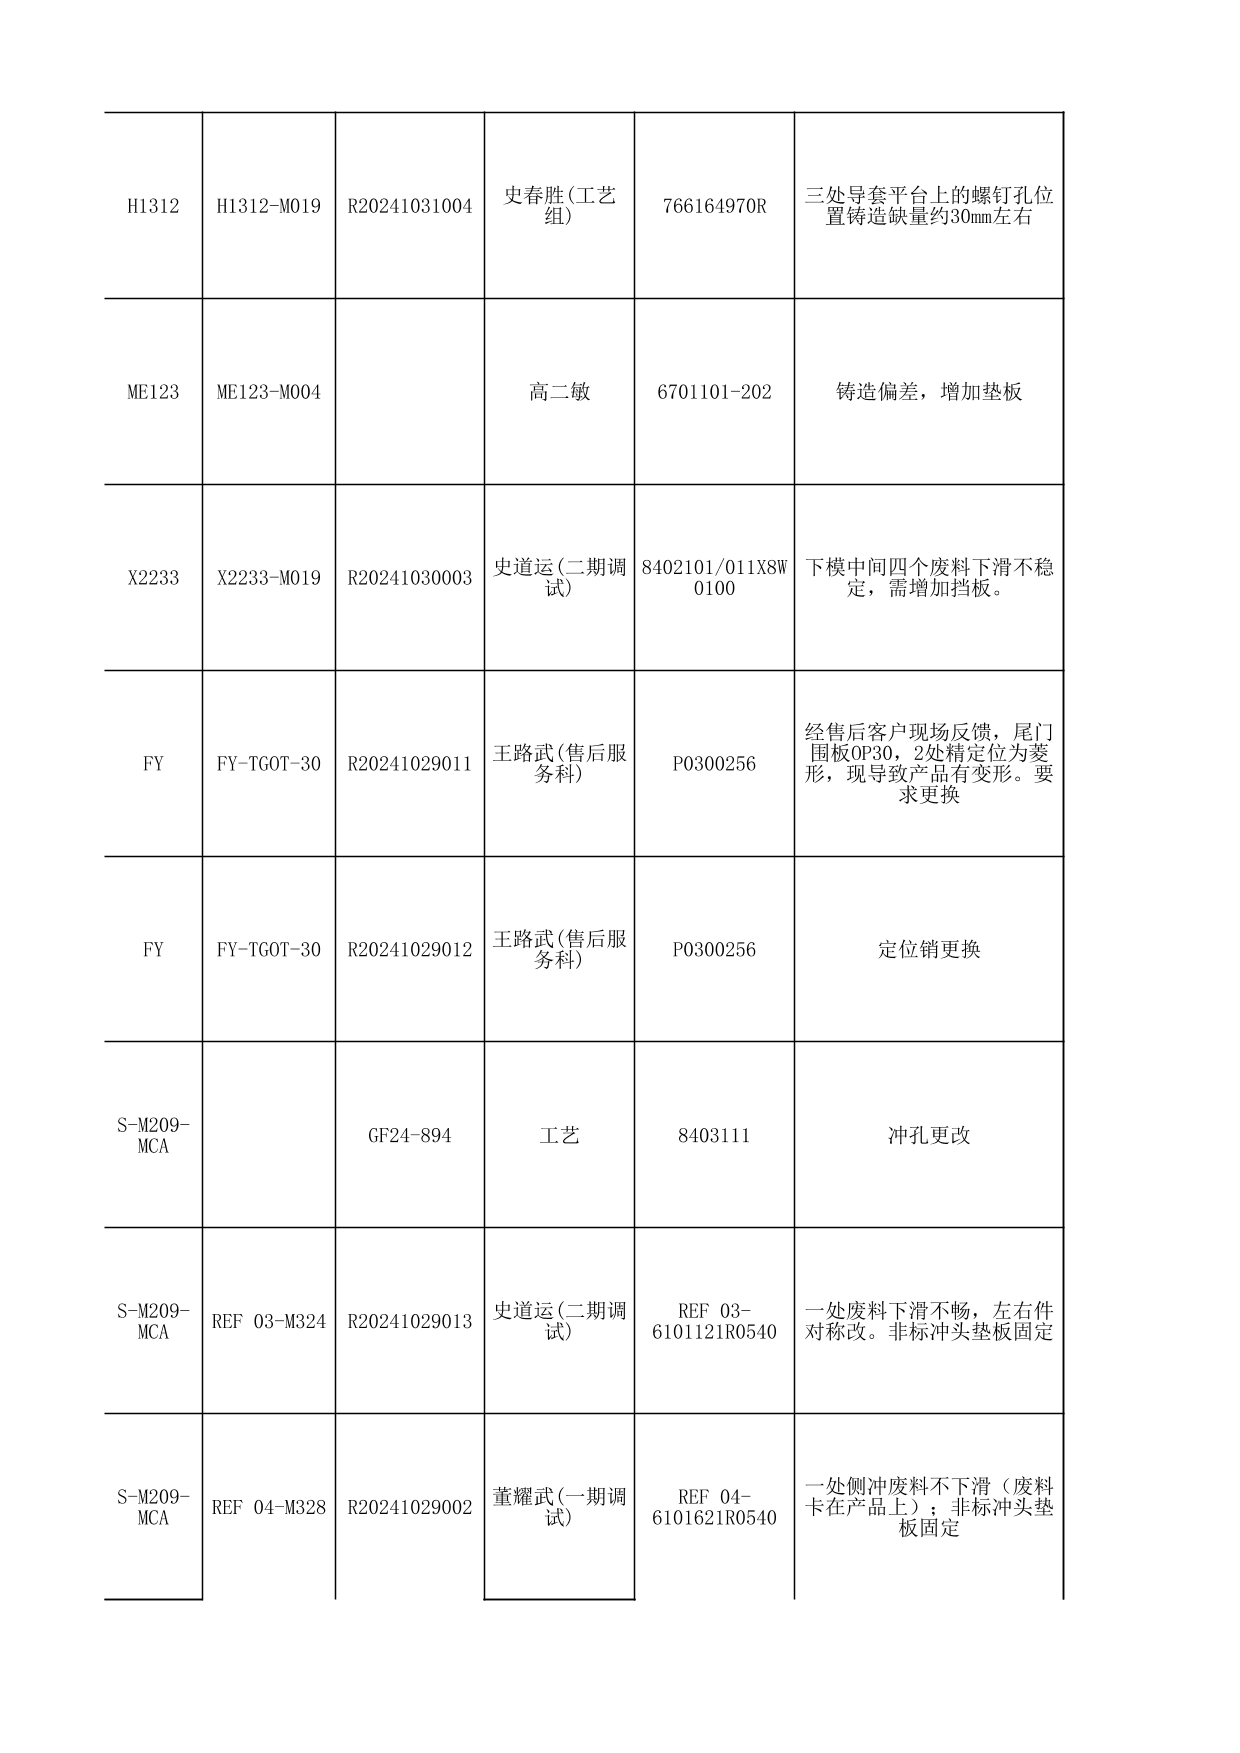 H1312
H1312-M019
R20241031004
史春胜(工艺
组)
766164970R
三处导套平台上的螺钉孔位
置铸造缺量约30mm左右
ME123
ME123-M004
高二敏
6701101-202
铸造偏差，增加垫板
X2233
X2233-M019
R20241030003
史道运(二期调
试)
8402101/011X8W
0100
下模中间四个废料下滑不稳
定，需增加挡板。
FY
FY-TGOT-30
R20241029011
王路武(售后服
务科)
P0300256
经售后客户现场反馈，尾门
围板OP30，2处精定位为菱
形，现导致产品有变形。要
求更换
FY
FY-TGOT-30
R20241029012
王路武(售后服
务科)
P0300256
定位销更换
S-M209-
MCA
GF24-894
工艺
8403111
冲孔更改
S-M209-
MCA
REF 03-M324
R20241029013
史道运(二期调
试)
REF 03-
6101121R0540
一处废料下滑不畅，左右件
对称改。非标冲头垫板固定
S-M209-
MCA
REF 04-M328
R20241029002
董耀武(一期调
试)
REF 04-
6101621R0540
一处侧冲废料不下滑（废料
卡在产品上）；非标冲头垫
板固定